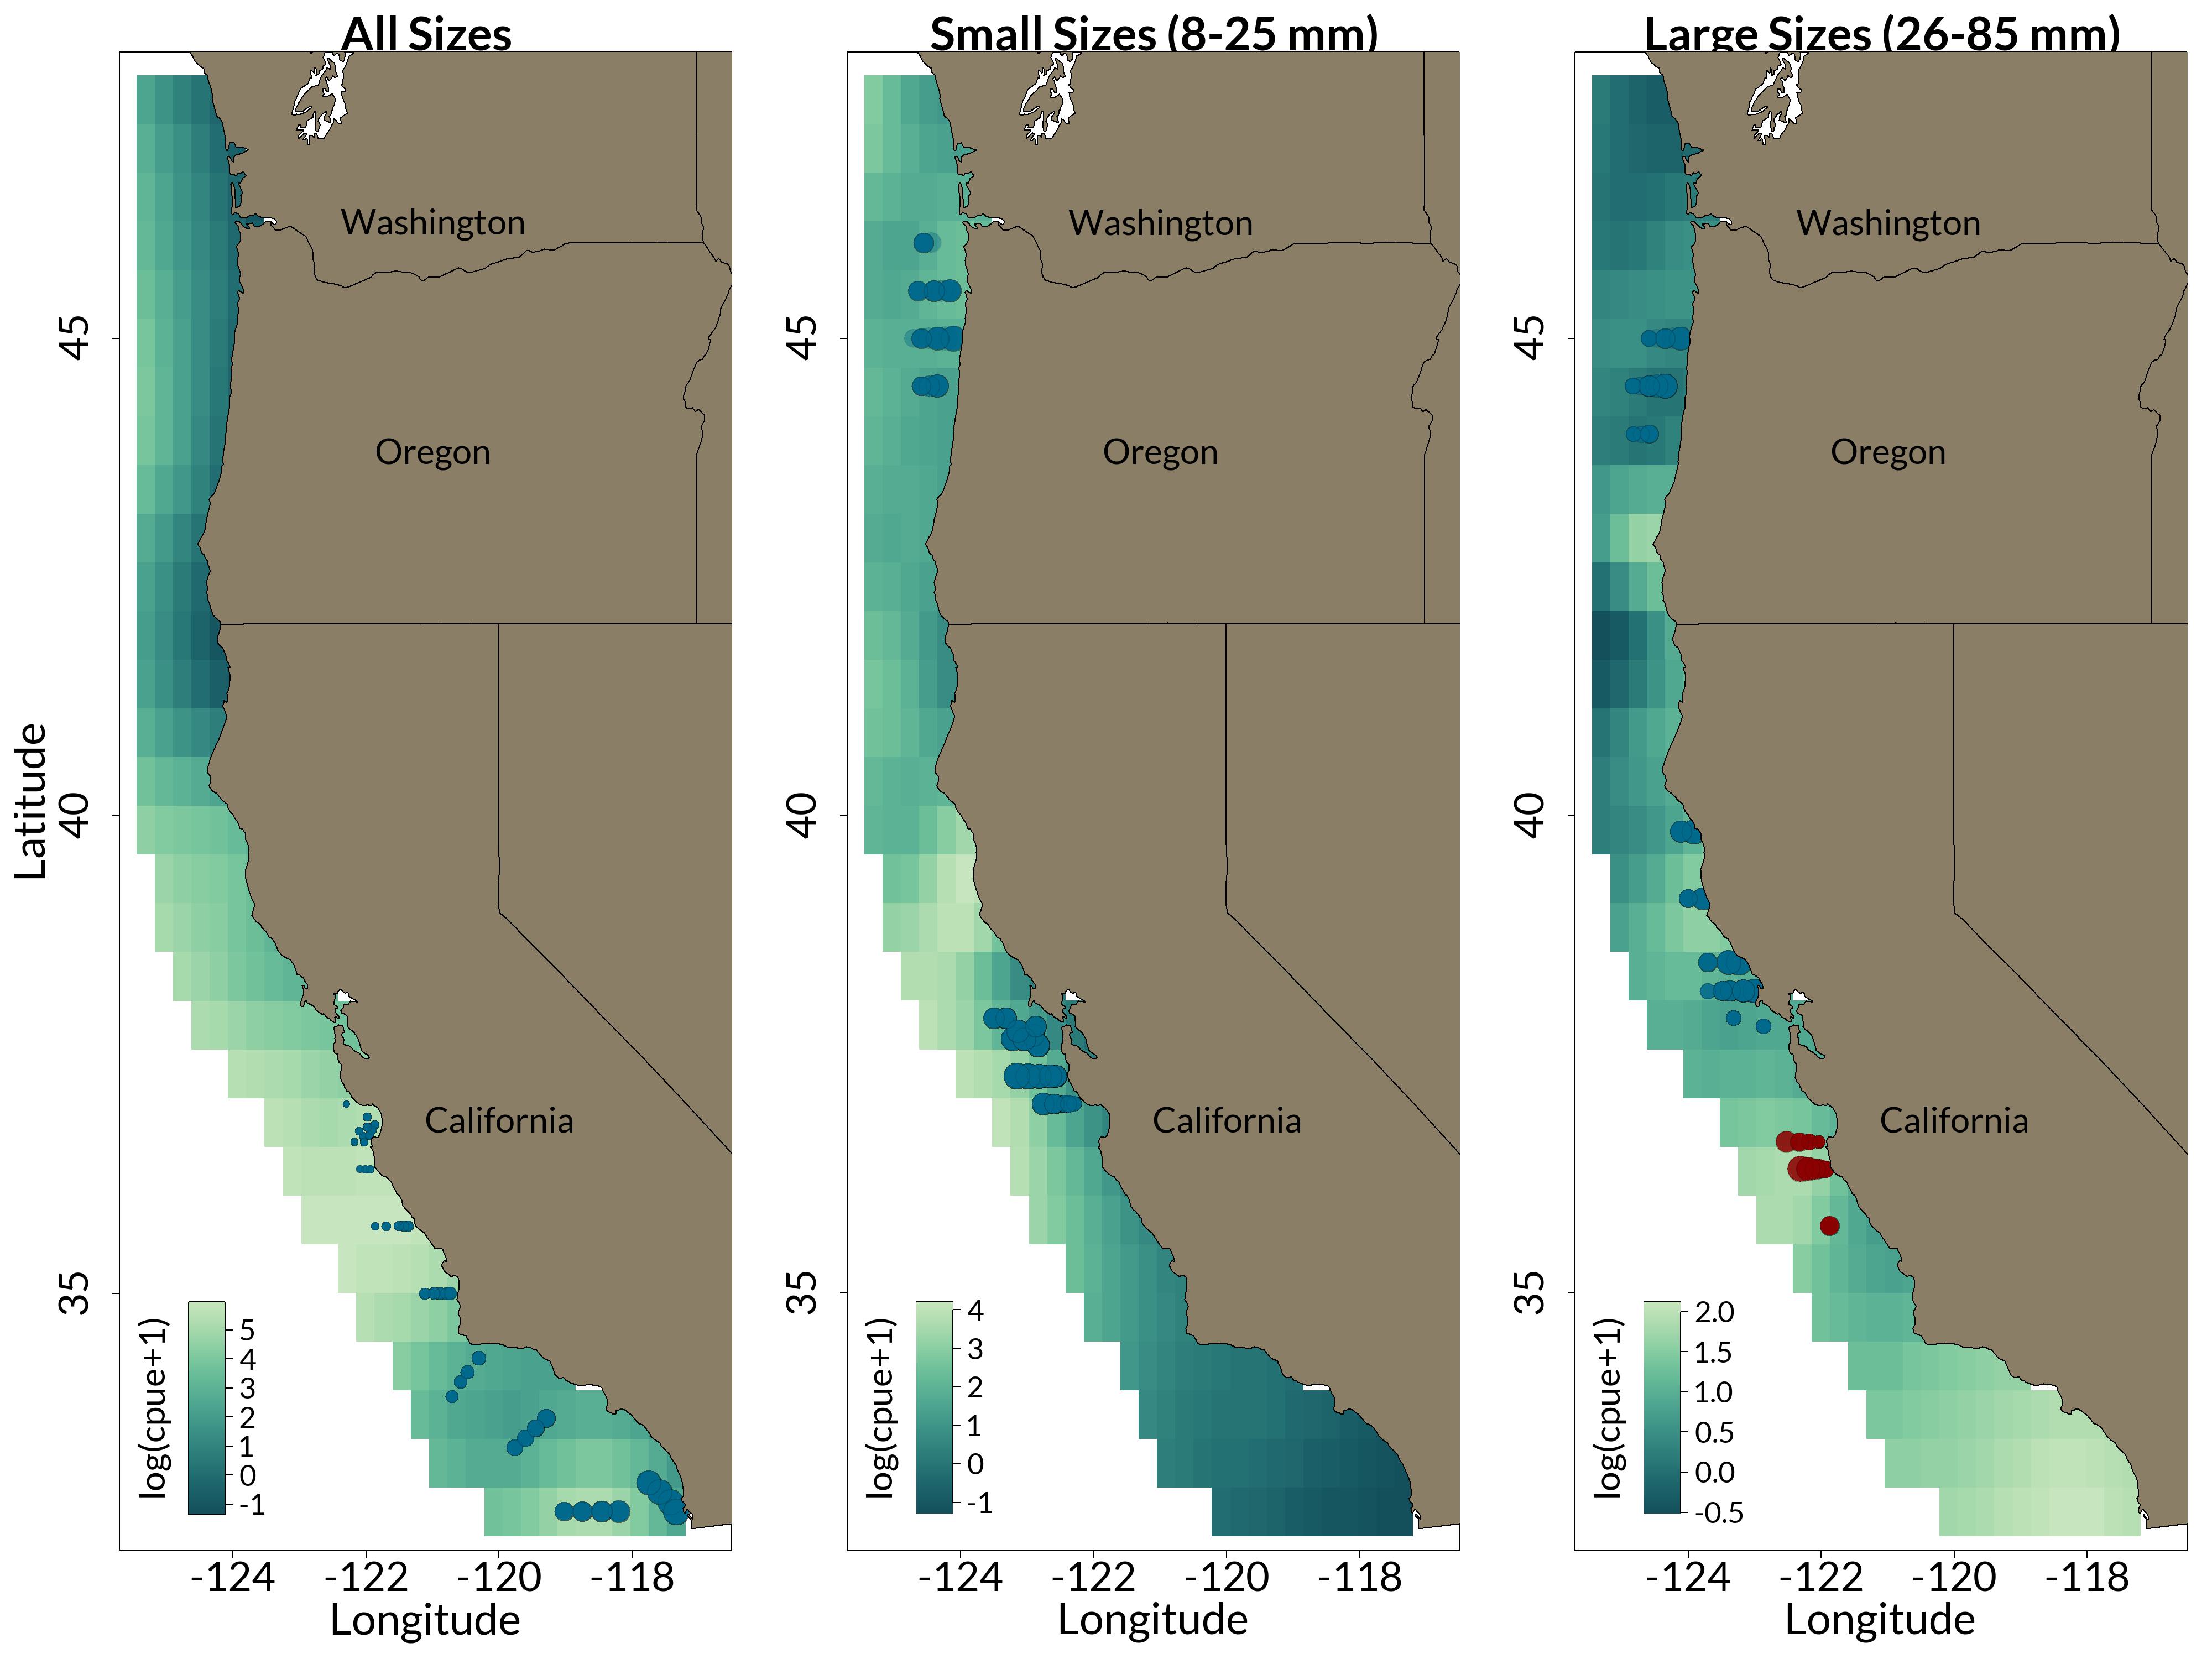 All Sizes
Small Sizes (8-25 mm)
Large Sizes (26-85 mm)
Latitude
45
40
35
Washington
Oregon
California
log(cpue+1)
5
4
3
2
1
0
-1
-124
-122
-120
-118
Longitude
45
40
35
Washington
Oregon
California
log(cpue+1)
4
3
2
1
0
-1
-124
-122
-120
-118
Longitude
45
40
35
Washington
Oregon
California
log(cpue+1)
2.0
1.5
1.0
0.5
0.0
-0.5
-124
-122
-120
-118
Longitude